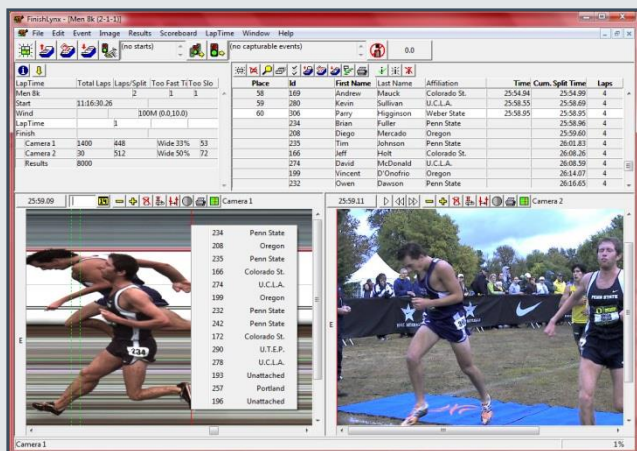 FinishLynx - [Men 8k (2-1-1)]
File Edit Event Image Results Scoreboard LapTime Window Help
(no starts)
(no capturable events)
0.0
LapTime Total Laps Laps/Split Too Fast Ti Too Slo
Men 8k 2 1 1
Start 11:16:30.26
Wind 100M (0.0,10.0)
LapTime 1
Finish
Camera 1 1400 448 Wide 33% 53
Camera 2 30 512 Wide 50% 72
Results 8000
Place Id First Name Last Name Affiliation Time Cum. Split Time Laps
58 169 Andrew Mauck Colorado St. 25:54.94 25:54.99 4
59 280 Kevin Sullivan U.C.L.A. 25:58.55 25:58.69 4
60 306 Parry Higginson Weber State 25:58.95 25:58.95 4
234 Brian Fuller Penn State 25:58.96 4
208 Diego Mercado Oregon 25:59.60 4
235 Tim Johnson Penn State 26:01.83 4
166 Jeff Holt Colorado St. 26:08.26 4
274 David McDonald U.C.L.A. 26:08.59 4
199 Vincent D'Onofrio Oregon 26:14.07 4
232 Owen Dawson Penn State 26:16.65 4
25:59.09
Camera 1
234 Penn State
208 Oregon
235 Penn State
166 Colorado St.
274 U.C.L.A.
199 Oregon
232 Penn State
242 Penn State
172 Colorado St.
290 U.T.E.P.
278 U.C.L.A.
193 Unattached
257 Portland
196 Unattached
234
E
25:59.11
Camera 2
PENN STATE
E
Camera 1
1%